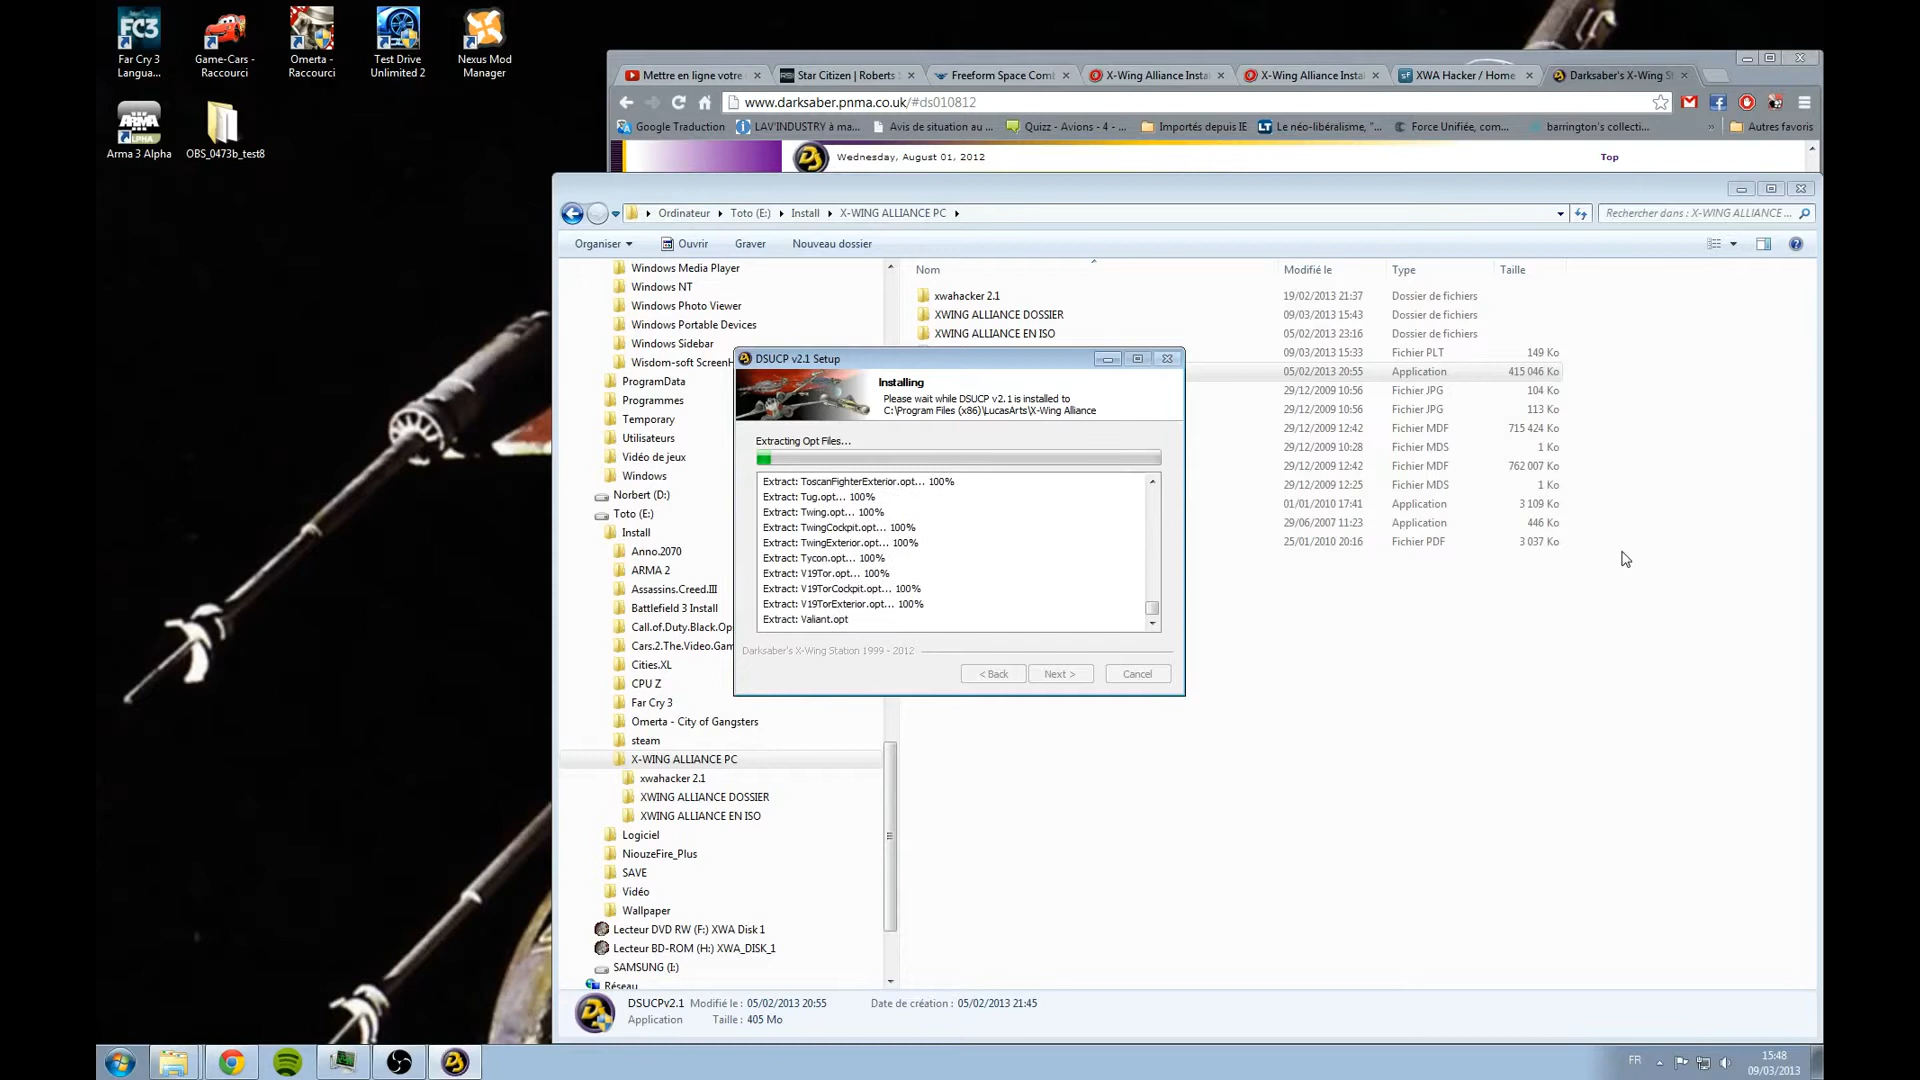 FC3
Far Cry 3 Langua...
Game-Cars - Raccourci
Omerta - Raccourci
Test Drive Unlimited 2
Nexus Mod Manager
ARMA
Arma 3 Alpha
OBS_0473b_test8
Mettre en ligne votre
Star Citizen | Roberts
Freeform Space Com
X-Wing Alliance Insta
X-Wing Alliance Insta
XWA Hacker / Home
Darksaber's X-Wing S
www.darksaber.pnma.co.uk/#ds010812
Google Traduction
LAV'INDUSTRY à ma...
Avis de situation au ...
Quizz - Avions - 4 - ...
Importés depuis IE
Le néo-libéralisme, "...
Force Unifiée, com...
barrington's collecti...
»
Autres favoris
Wednesday, August 01, 2012
Top
Ordinateur
Toto (E:)
Install
X-WING ALLIANCE PC
Rechercher dans : X-WING ALLIANCE ...
Organiser
Ouvrir
Graver
Nouveau dossier
Windows Media Player
Windows NT
Windows Photo Viewer
Windows Portable Devices
Windows Sidebar
Wisdom-soft ScreenH
ProgramData
Programmes
Temporary
Utilisateurs
Vidéo de jeux
Windows
Norbert (D:)
Toto (E:)
Install
Anno.2070
ARMA 2
Assassins.Creed.III
Battlefield 3 Install
Call.of.Duty.Black.Op
Cars.2.The.Video.Gam
Cities.XL
CPU Z
Far Cry 3
Omerta - City of Gangsters
steam
X-WING ALLIANCE PC
xwahacker 2.1
XWING ALLIANCE DOSSIER
XWING ALLIANCE EN ISO
Logiciel
NiouzeFire_Plus
SAVE
Vidéo
Wallpaper
Lecteur DVD RW (F:) XWA Disk 1
Lecteur BD-ROM (H:) XWA_DISK_1
SAMSUNG (I:)
Réseau
Nom Modifié le Type Taille
xwahacker 2.1 19/02/2013 21:37 Dossier de fichiers
XWING ALLIANCE DOSSIER 09/03/2013 15:43 Dossier de fichiers
XWING ALLIANCE EN ISO 05/02/2013 23:16 Dossier de fichiers
09/03/2013 15:33 Fichier PLT 149 Ko
05/02/2013 20:55 Application 415 046 Ko
29/12/2009 10:56 Fichier JPG 104 Ko
29/12/2009 10:56 Fichier JPG 113 Ko
29/12/2009 12:42 Fichier MDF 715 424 Ko
29/12/2009 10:28 Fichier MDS 1 Ko
29/12/2009 12:42 Fichier MDF 762 007 Ko
29/12/2009 12:25 Fichier MDS 1 Ko
01/01/2010 17:41 Application 3 109 Ko
29/06/2007 11:23 Application 446 Ko
25/01/2010 20:16 Fichier PDF 3 037 Ko
DSUCP v2.1 Setup
Installing
Please wait while DSUCP v2.1 is installed to
C:\Program Files (x86)\LucasArts\X-Wing Alliance
Extracting Opt Files...
Extract: ToscanFighterExterior.opt... 100%
Extract: Tug.opt... 100%
Extract: Twing.opt... 100%
Extract: TwingCockpit.opt... 100%
Extract: TwingExterior.opt... 100%
Extract: Tycon.opt... 100%
Extract: V19Tor.opt... 100%
Extract: V19TorCockpit.opt... 100%
Extract: V19TorExterior.opt... 100%
Extract: Valiant.opt
Darksaber's X-Wing Station 1999 - 2012
< Back
Next >
Cancel
DSUCPv2.1 Modifié le : 05/02/2013 20:55 Date de création : 05/02/2013 21:45
Application Taille : 405 Mo
FR
15:48
09/03/2013